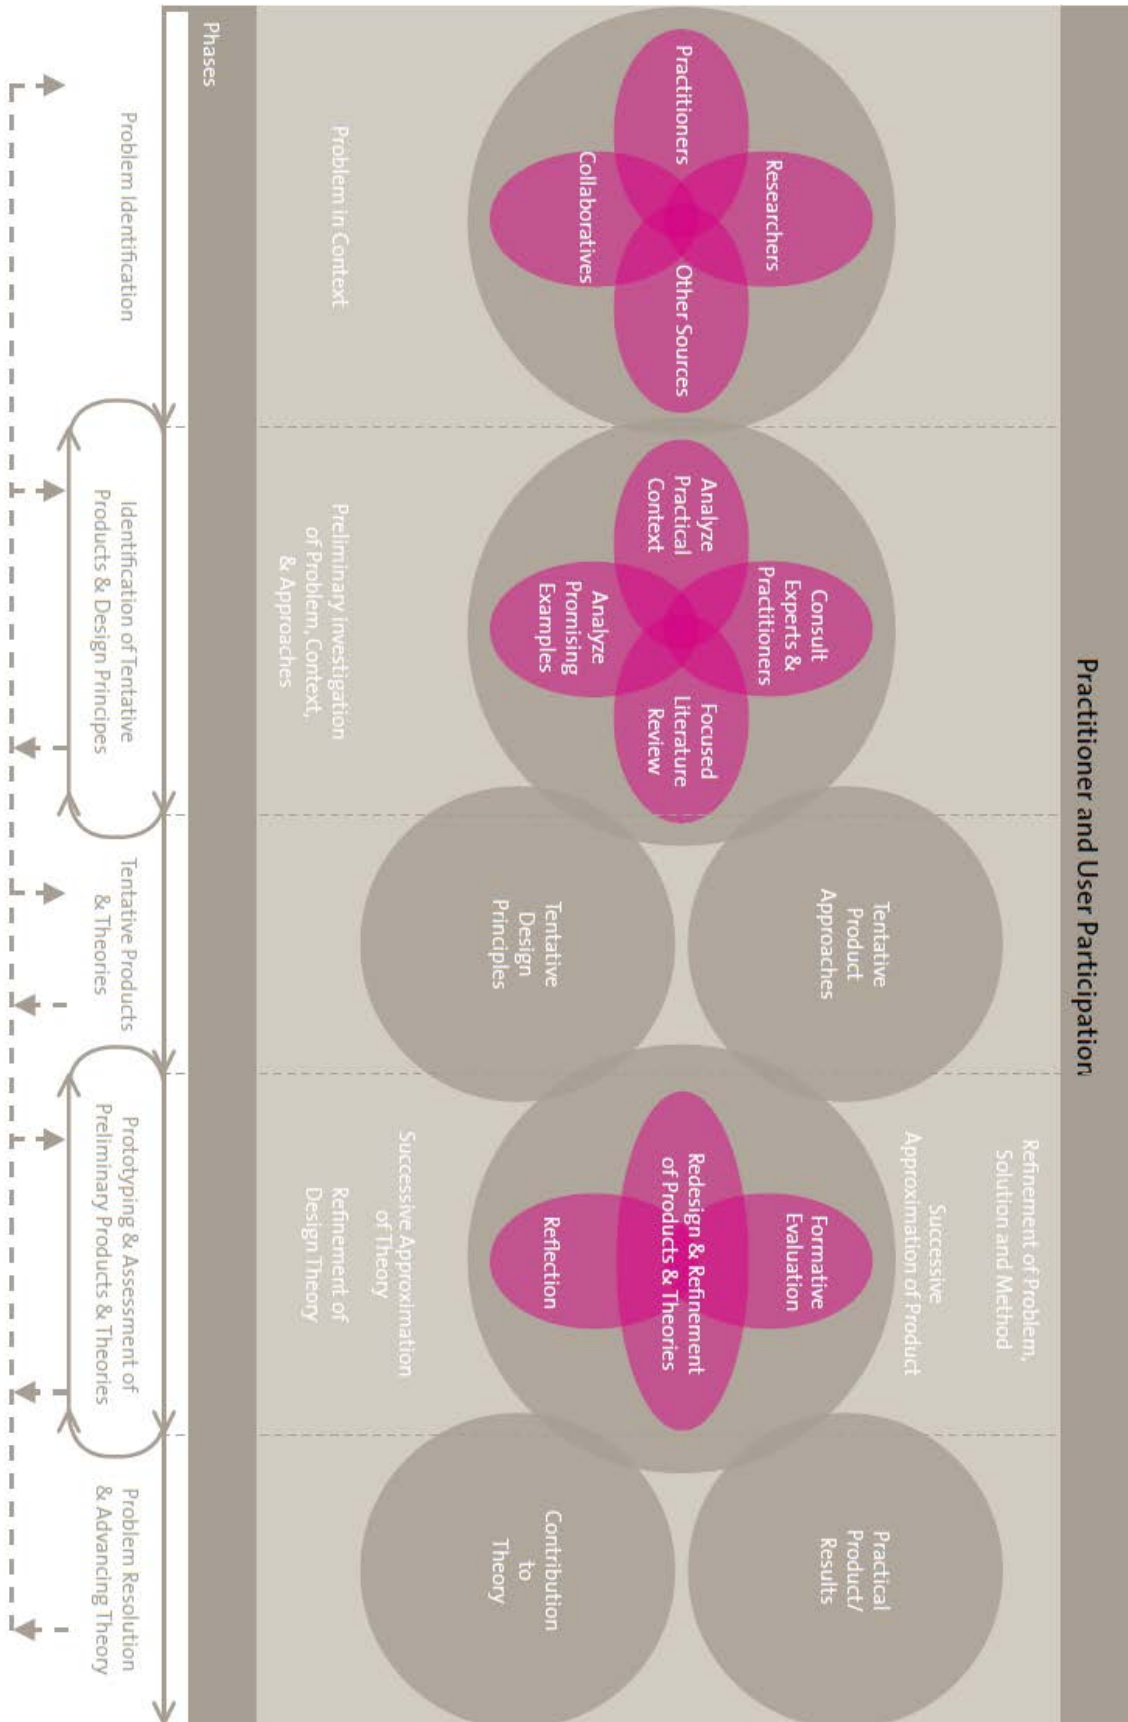 Practitioner and User Participation
Practitioners
Researchers
Other Sources
Collaboratives
Problem in Context
Consult
Experts &
Practitioners
Analyze
Practical
Context
Focused
Literature
Review
Analyze
Promising
Examples
Preliminary investigation
of Problem, Context,
& Approaches
Tentative
Product
Approaches
Tentative
Design
Principles
Refinement of Problem,
Solution and Method
Successive
Approximation of Product
Formative
Evaluation
Redesign & Refinement
of Products & Theories
Reflection
Successive Approximation
of Theory
Refinement of
Design Theory
Practical
Product/
Results
Contribution
to
Theory
Phases
Problem Identification
Identification of Tentative
Products & Design Principes
Tentative Products
& Theories
Prototyping & Assessment of
Preliminary Products & Theories
Problem Resolution
& Advancing Theory